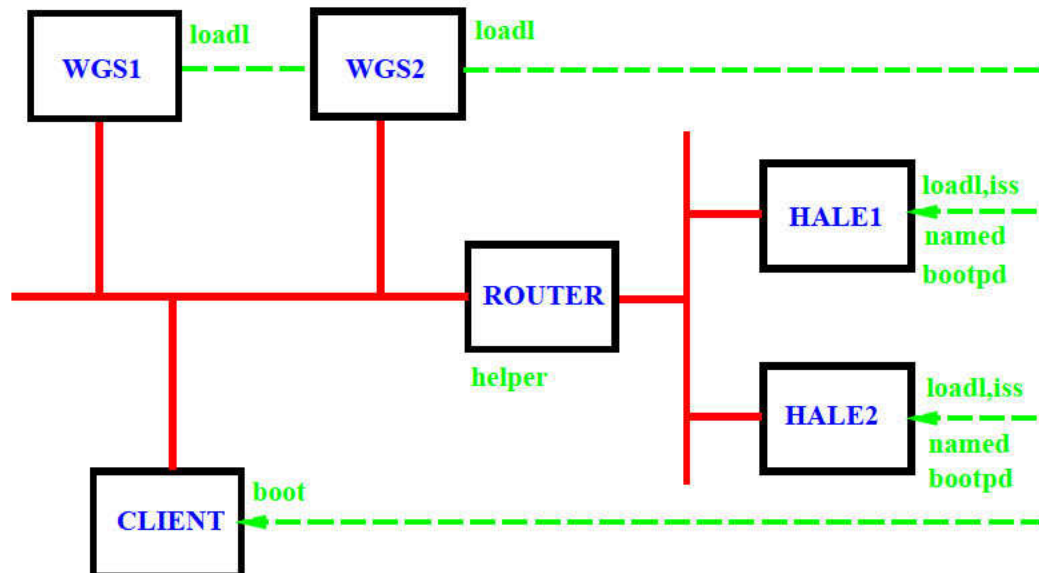 WGS1
loadl
WGS2
loadl
HALE1
loadl,iss
named
bootpd
ROUTER
helper
HALE2
loadl,iss
named
bootpd
CLIENT
boot